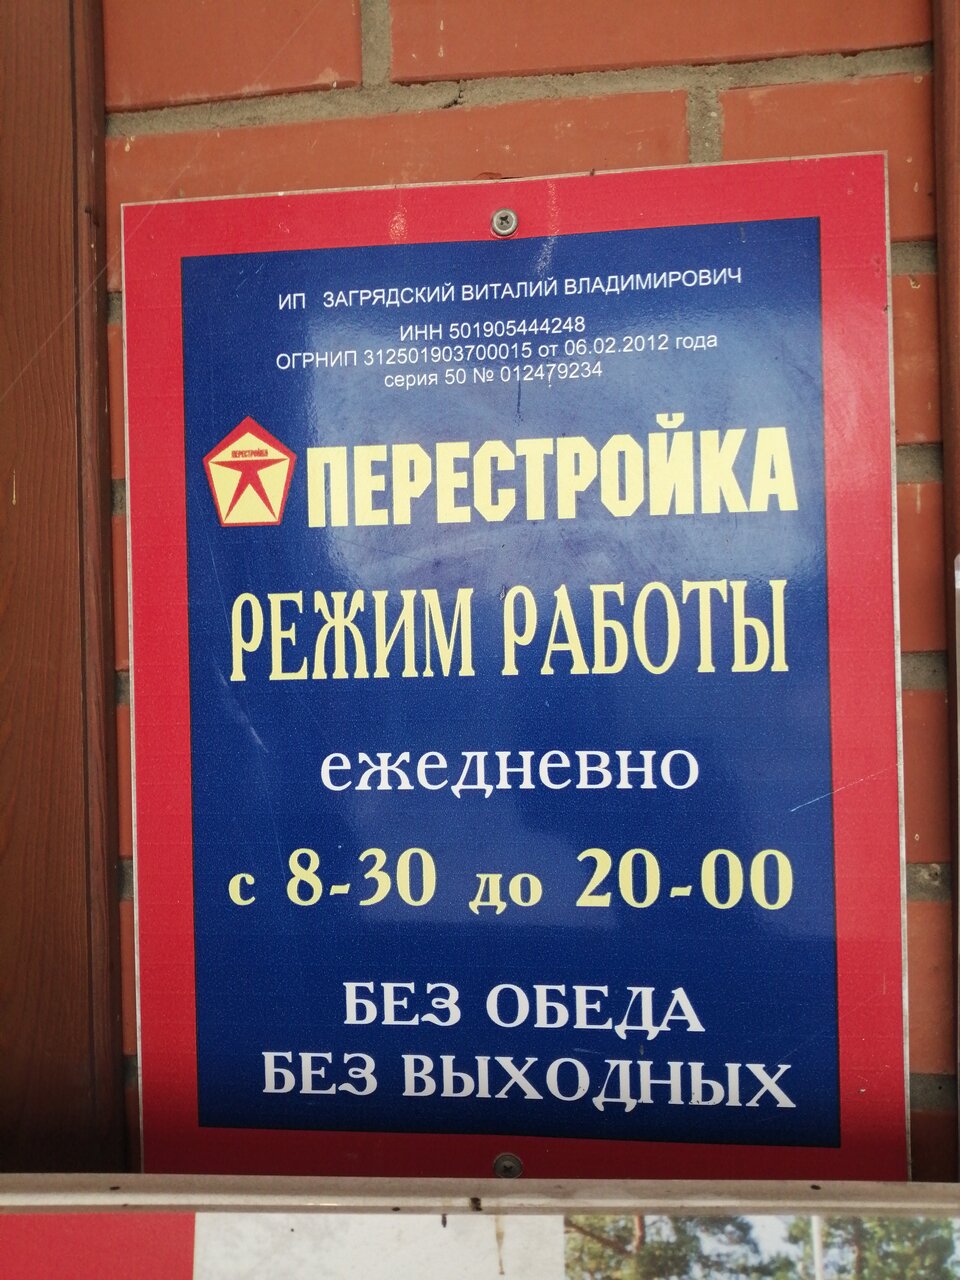 ИП ЗАГРЯДСКИЙ ВИТАЛИЙ ВЛАДИМИРОВИЧ
ИНН 501905444248
ОГРНИП 312501903700015 от 06.02.2012 года
серия 50 № 012479234
ПЕРЕСТРОЙКА
ПЕРЕСТРОЙКА
РЕЖИМ РАБОТЫ
ежедневно
с 8-30 до 20-00
БЕЗ ОБЕДА
БЕЗ ВЫХОДНЫХ